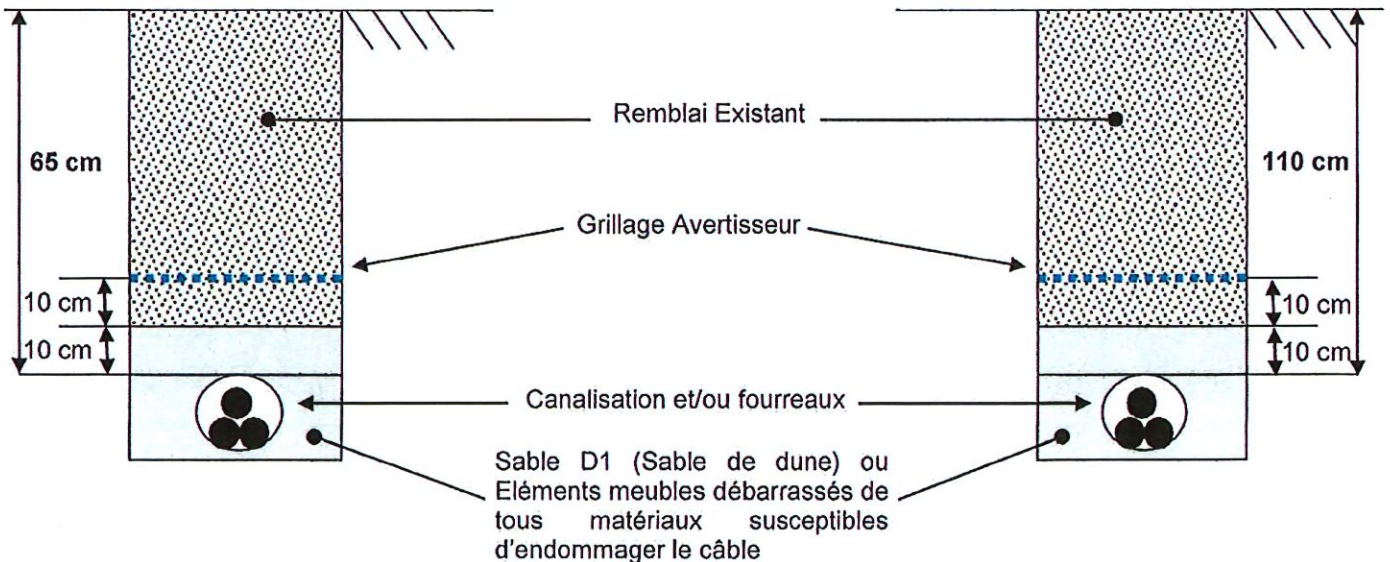 Remblai Existant
65 cm
110 cm
Grillage Avertisseur
10 cm
10 cm
10 cm
10 cm
Canalisation et/ou fourreaux
Sable D1 (Sable de dune) ou
Eléments meubles débarrassés de
tous matériaux susceptibles
d'endommager le câble